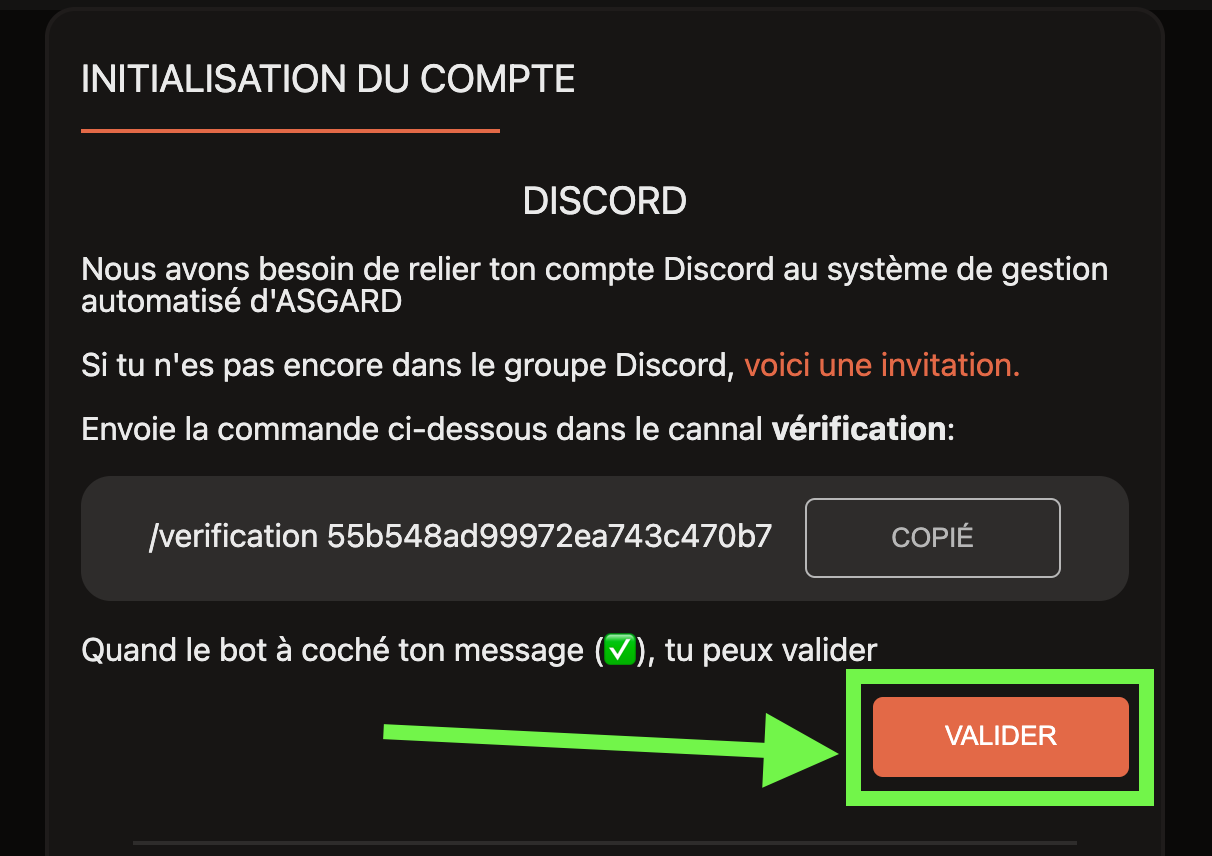 INITIALISATION DU COMPTE
DISCORD
Nous avons besoin de relier ton compte Discord au système de gestion
automatisé d'ASGARD
Si tu n'es pas encore dans le groupe Discord, voici une invitation.
Envoie la commande ci-dessous dans le cannal vérification:
/verification 55b548ad99972ea743c470b7
COPIÉ
Quand le bot à coché ton message (✅), tu peux valider
VALIDER